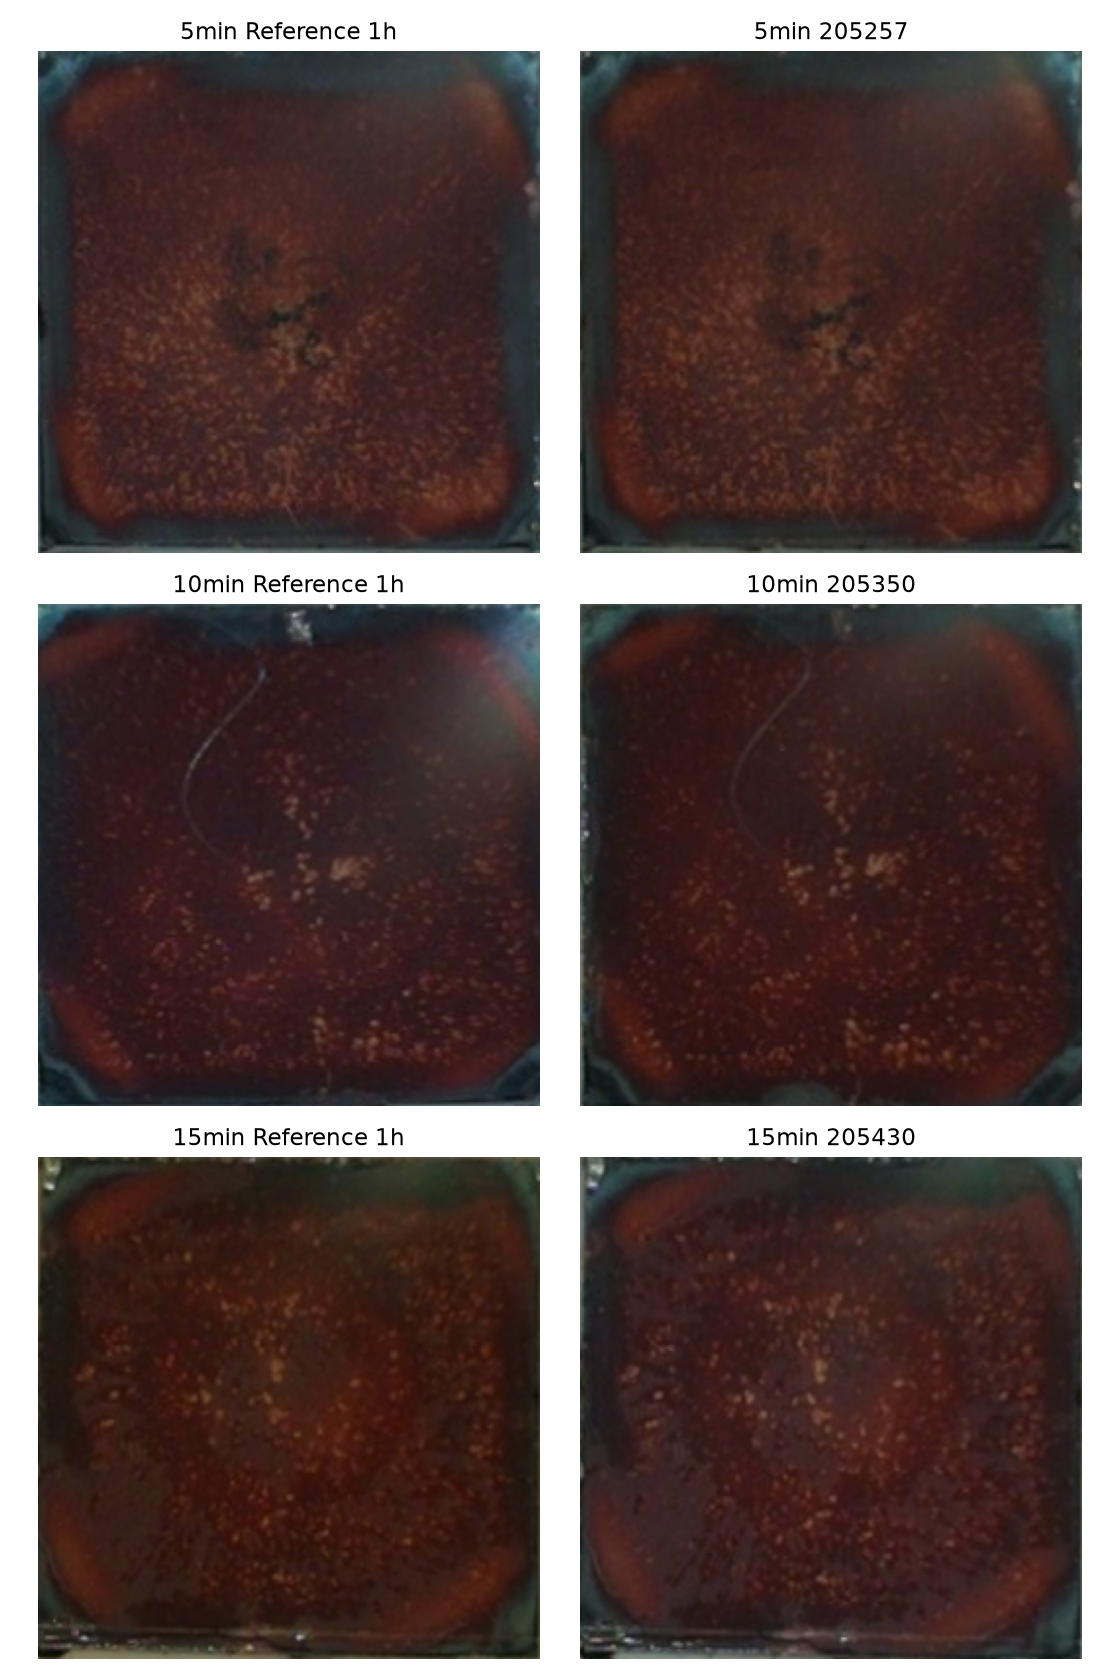 5min Reference 1h
5min 205257
10min Reference 1h
10min 205350
15min Reference 1h
15min 205430